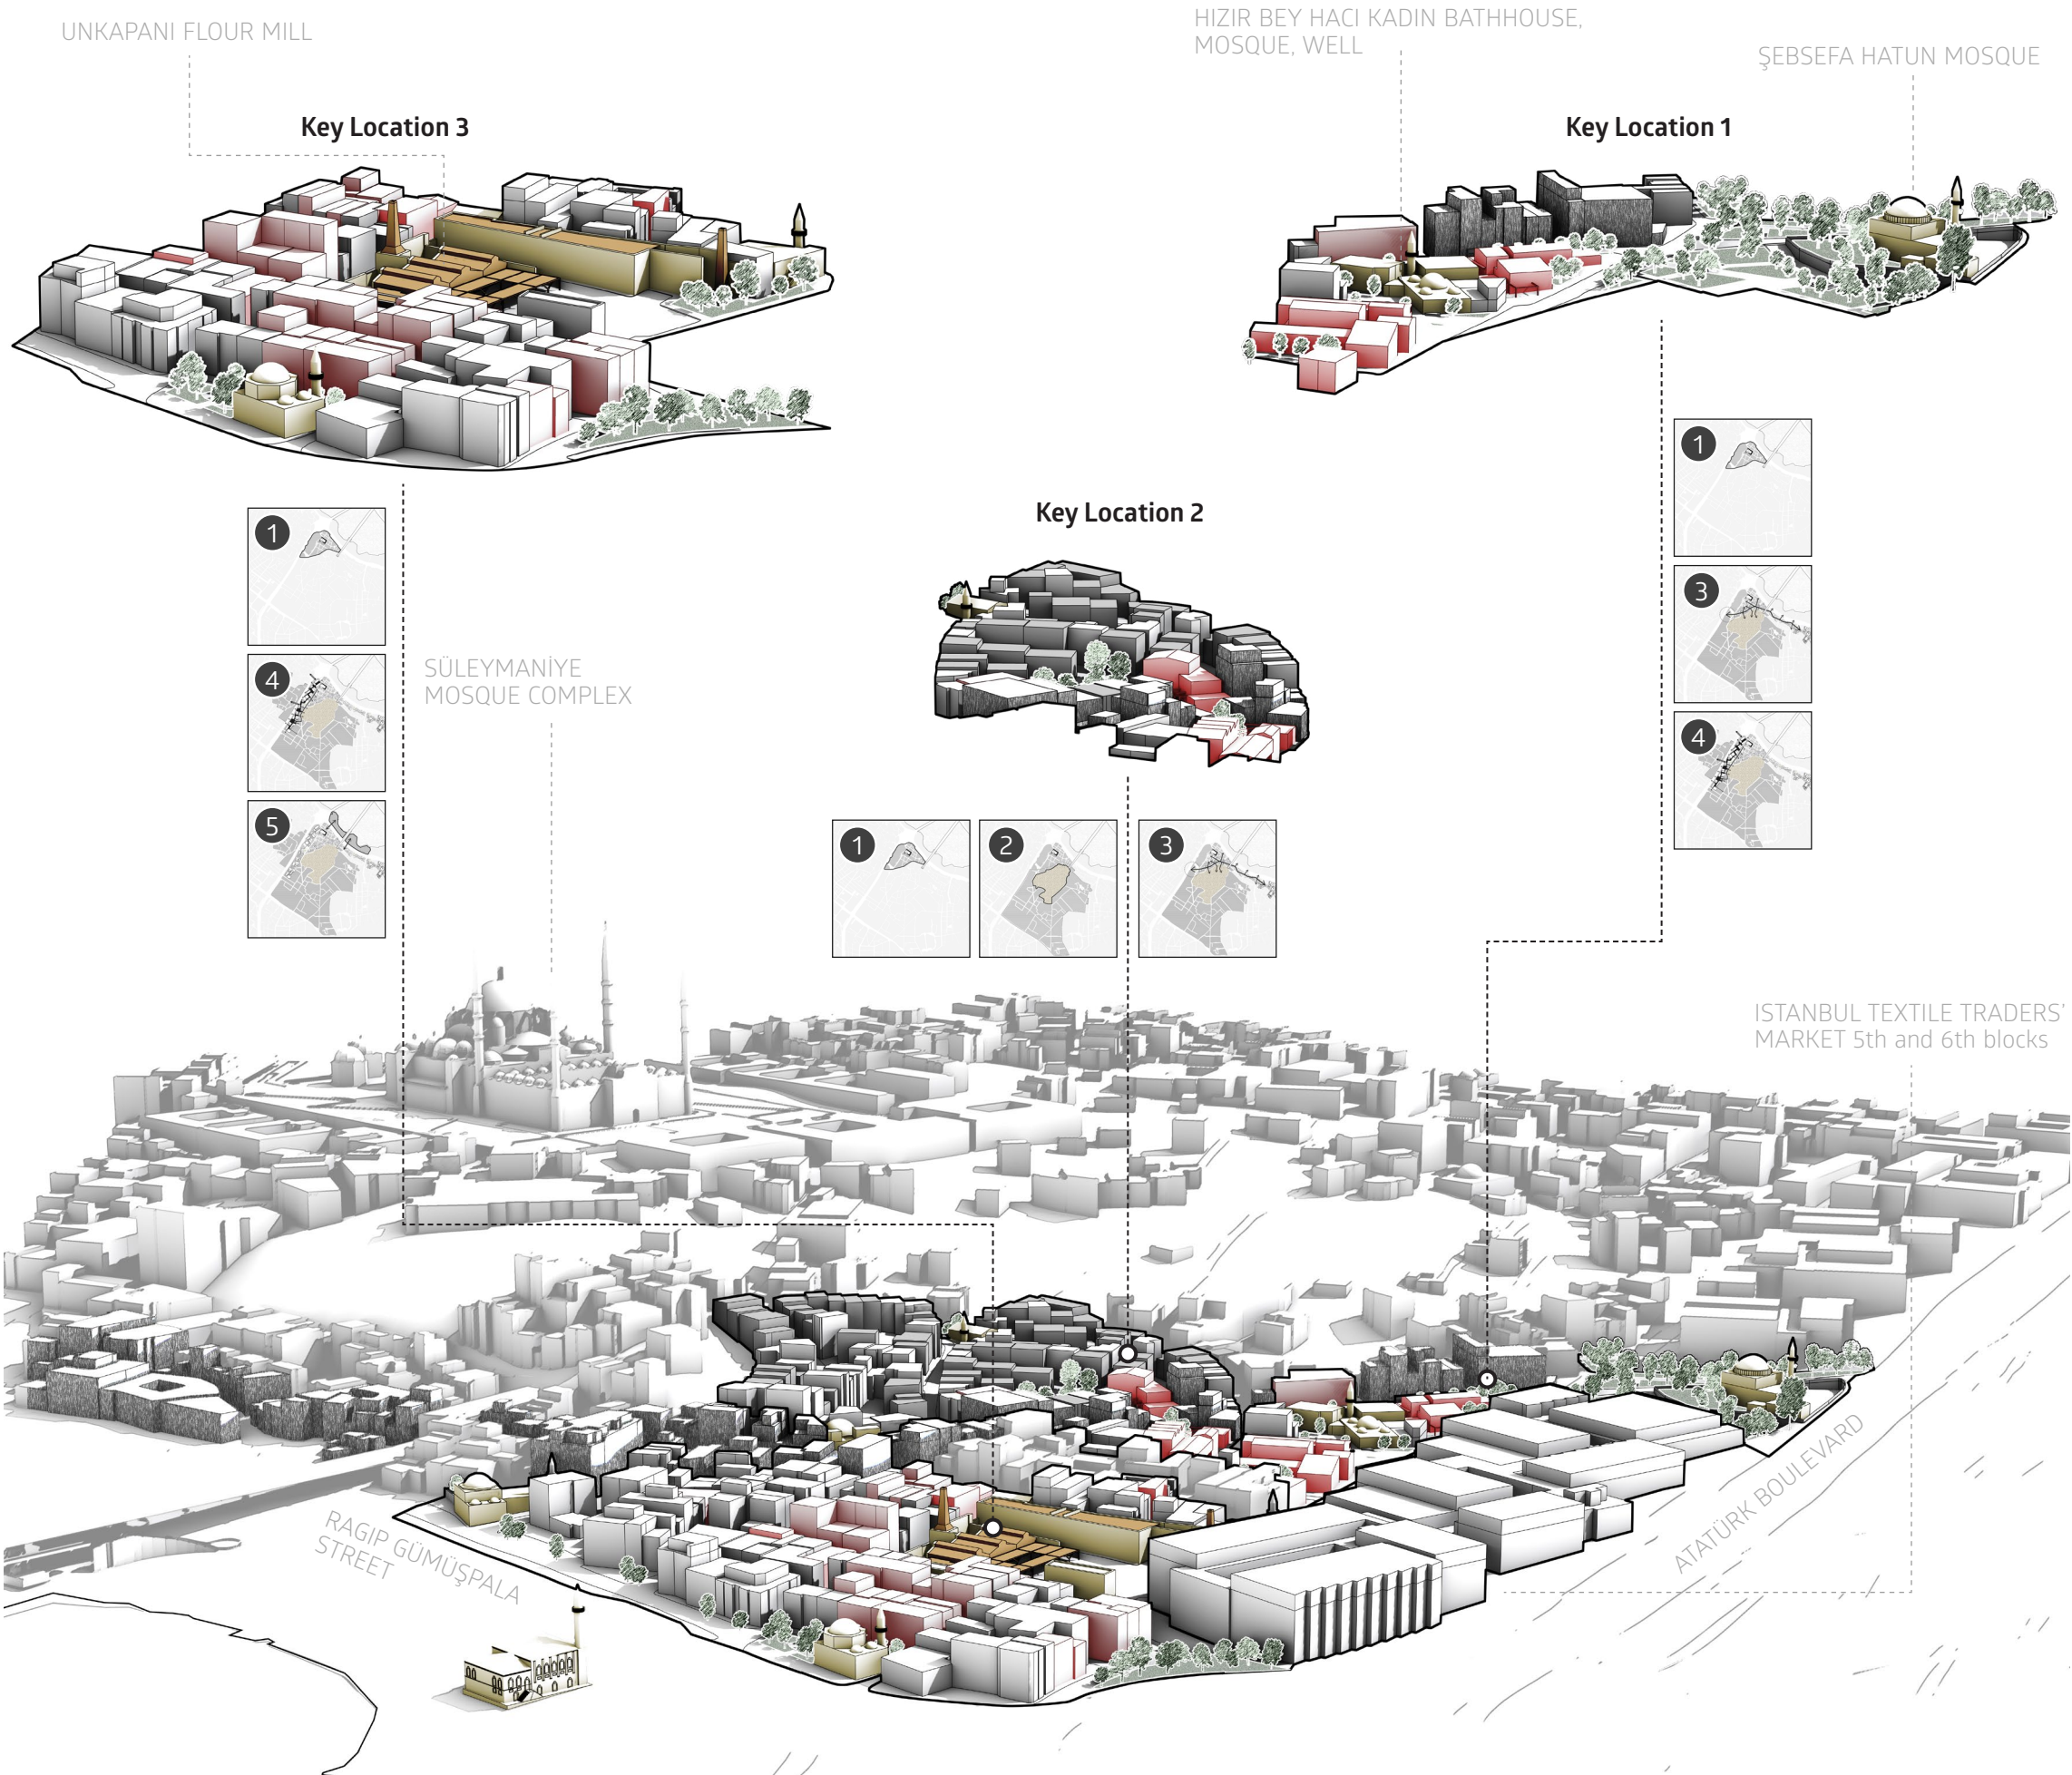 UNKAPANI FLOUR MILL
HIZIR BEY HACI KADIN BATHHOUSE,
MOSQUE, WELL
ŞEBSEFA HATUN MOSQUE
Key Location 3
Key Location 1
1
3
4
Key Location 2
1
4
5
SÜLEYMANİYE
MOSQUE COMPLEX
1
2
3
ISTANBUL TEXTILE TRADERS'
MARKET 5th and 6th blocks
RAGIP GÜMÜŞPALA
STREET
ATATÜRK BOULEVARD